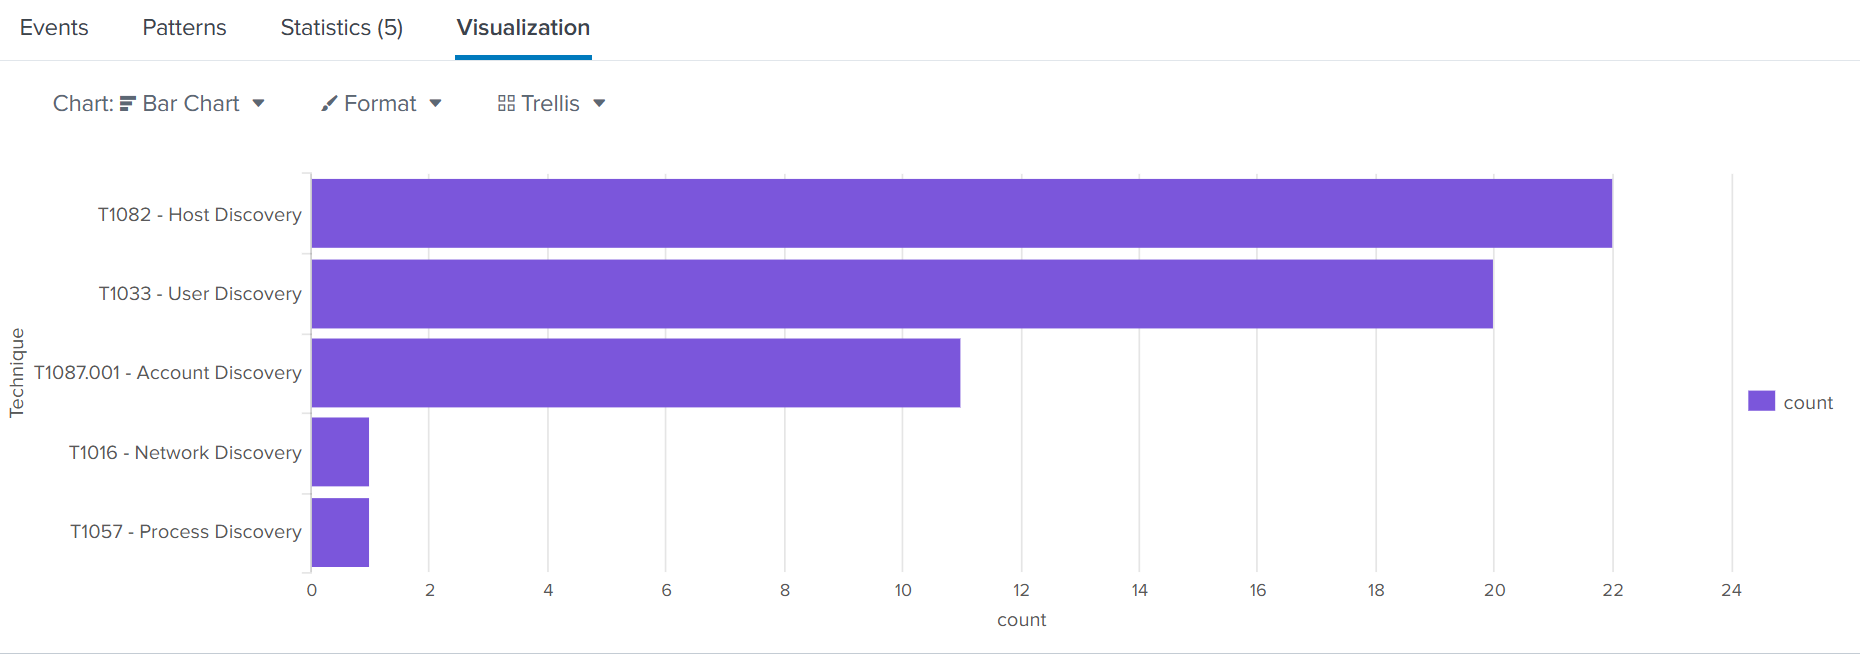 Events Patterns Statistics (5) Visualization
Chart: Bar Chart Format Trellis
T1082 - Host Discovery
T1033 - User Discovery
Technique
T1087.001 - Account Discovery
count
T1016 - Network Discovery
T1057 - Process Discovery
0 2 4 6 8 10 12 14 16 18 20 22 24
count